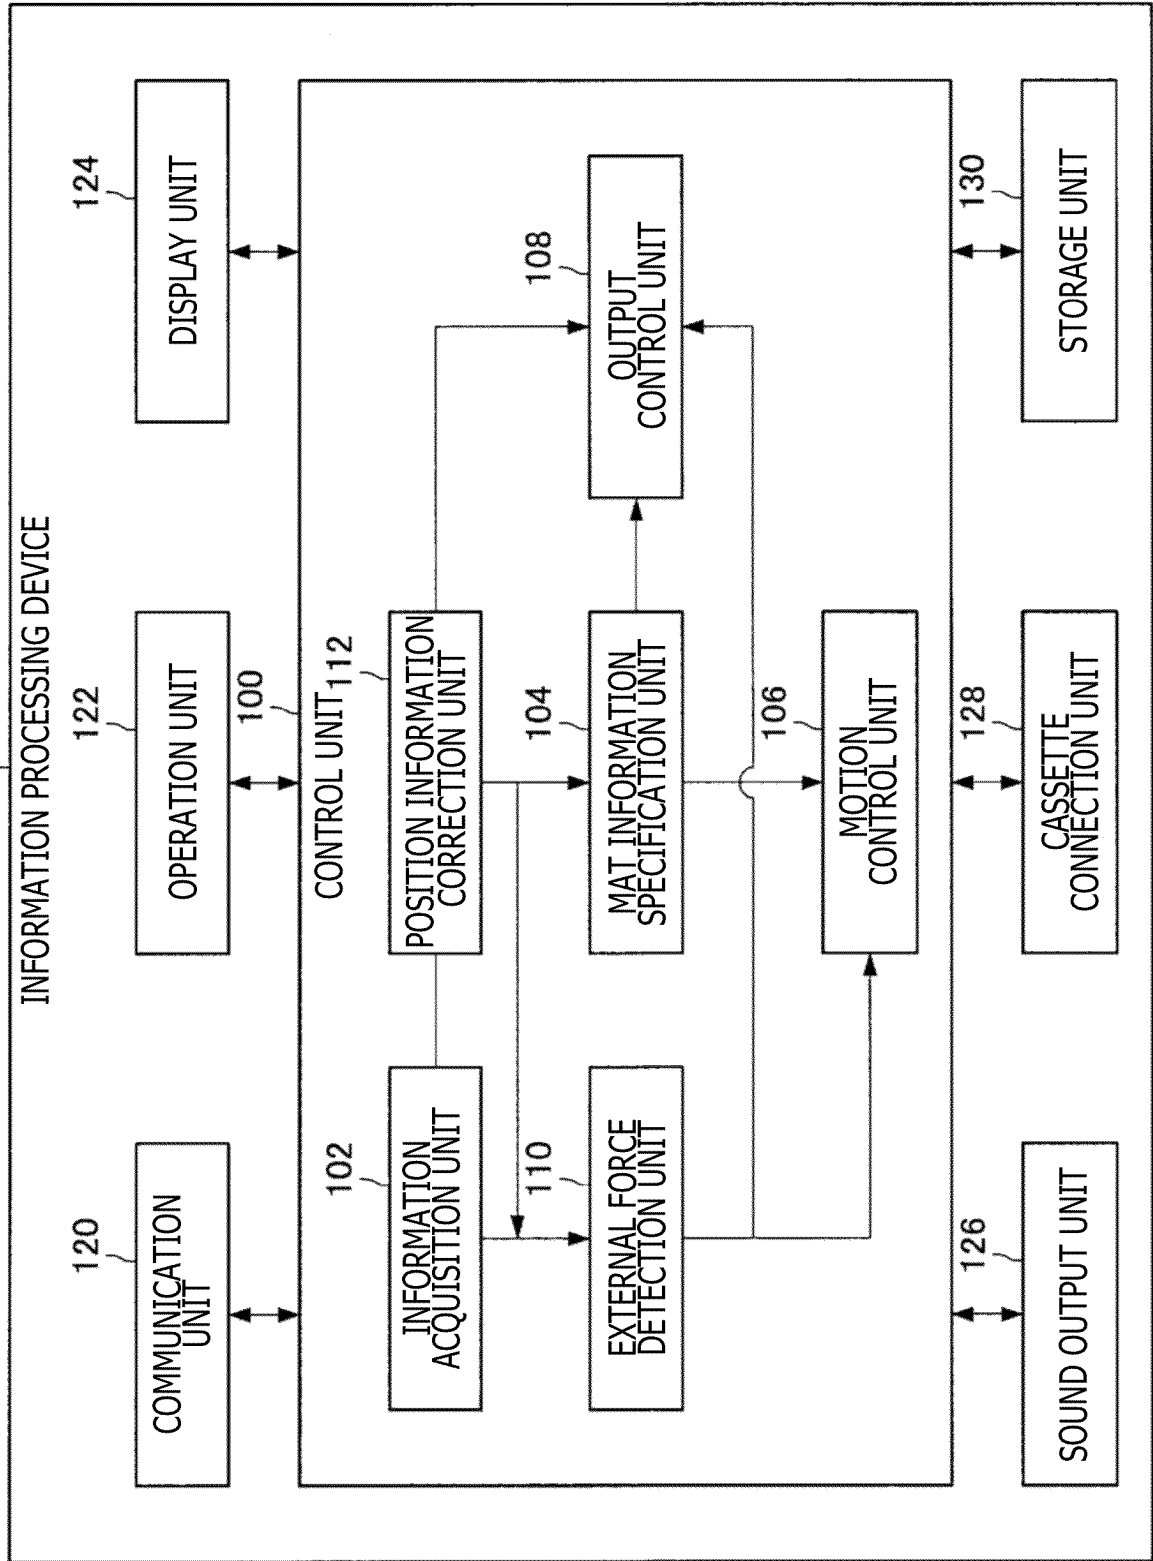 INFORMATION PROCESSING DEVICE
120
COMMUNICATION
UNIT
122
OPERATION UNIT
124
DISPLAY UNIT
100
CONTROL UNIT
102
INFORMATION
ACQUISITION UNIT
112
POSITION INFORMATION
CORRECTION UNIT
110
EXTERNAL FORCE
DETECTION UNIT
104
MAT INFORMATION
SPECIFICATION UNIT
108
OUTPUT
CONTROL UNIT
106
MOTION
CONTROL UNIT
126
SOUND OUTPUT UNIT
128
CASSETTE
CONNECTION UNIT
130
STORAGE UNIT